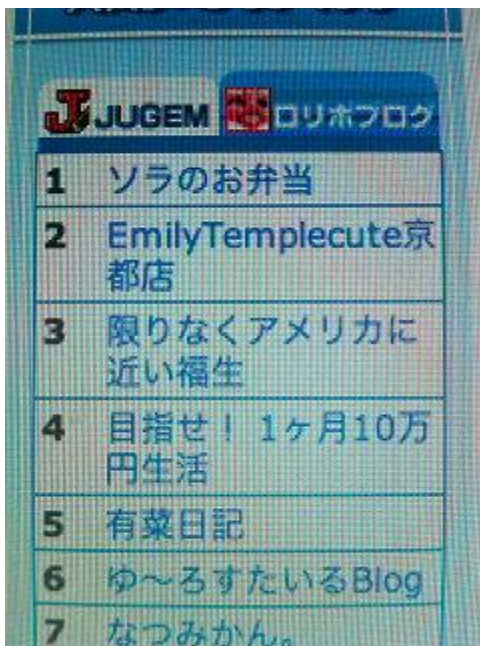 JUGEM ロリポブログ
1 ソラのお弁当
2 EmilyTemplecute京
都店
3 限りなくアメリカに
近い福生
4 目指せ! 1ヶ月10万
円生活
5 有菜日記
6 ゆ〜ろすたいるBlog
7 なつみかん。